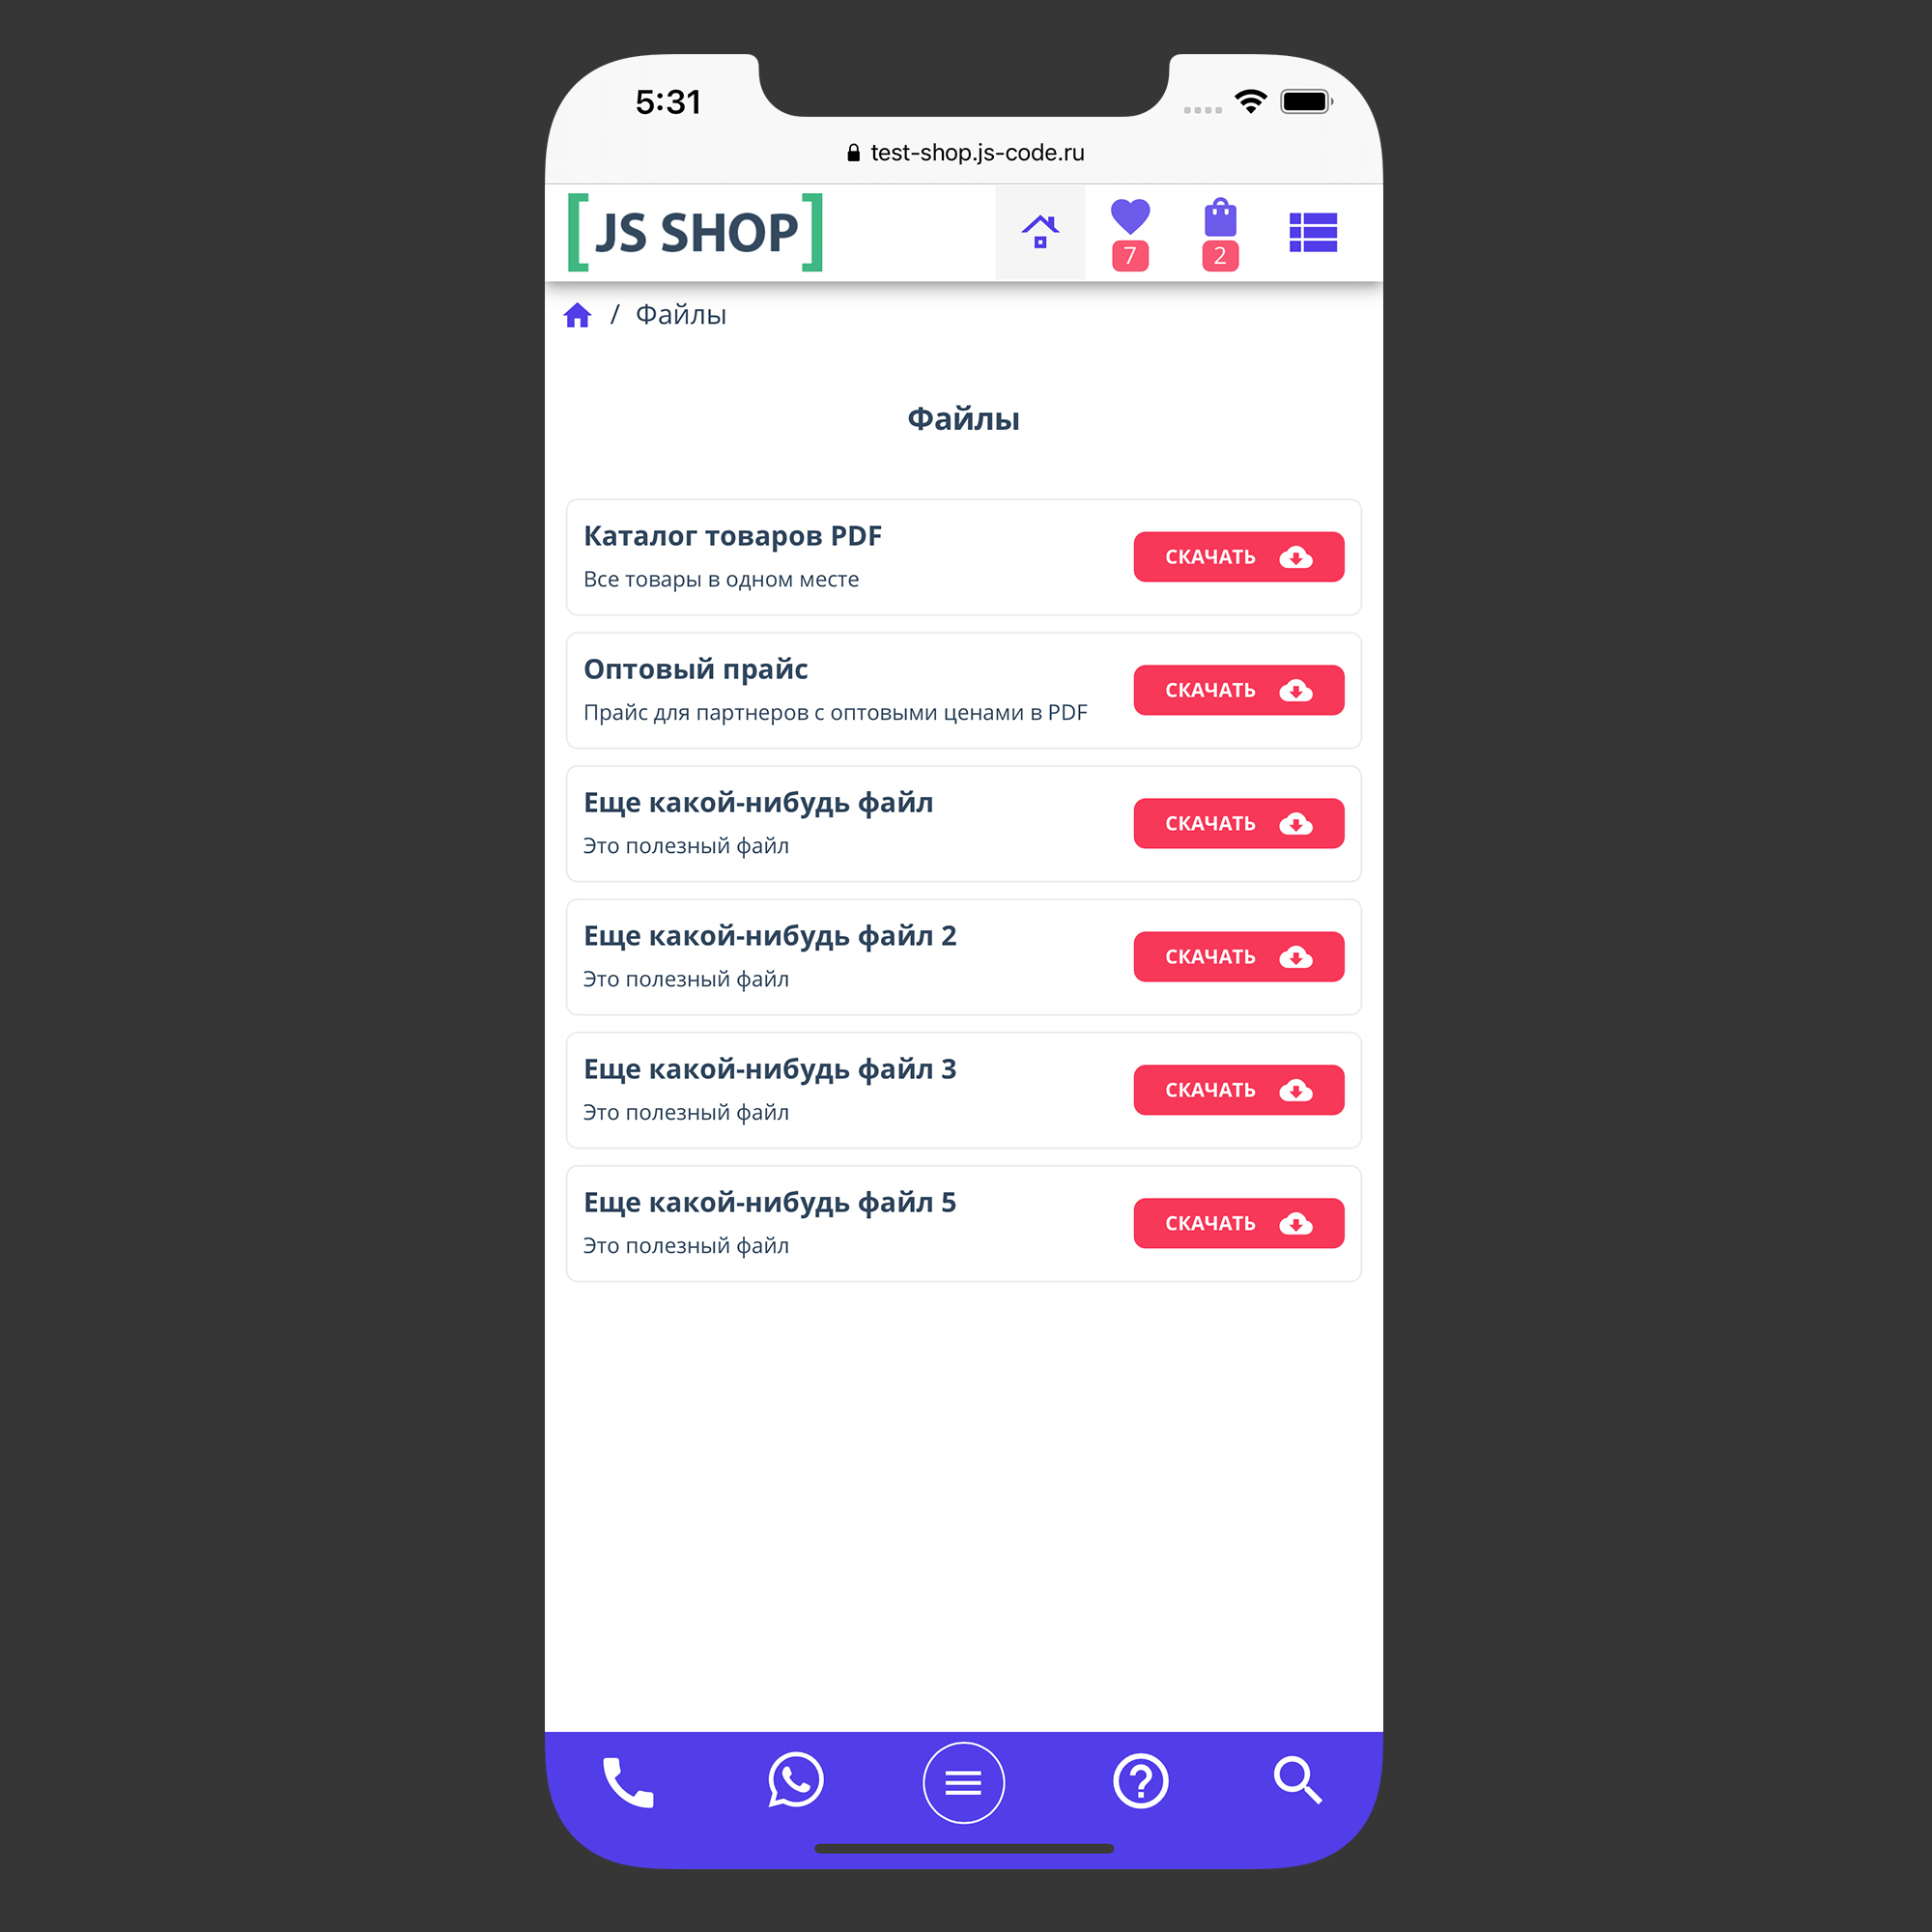 5:31
test-shop.js-code.ru
[JS SHOP]
7
2
/ Файлы
Файлы
Каталог товаров PDF
Все товары в одном месте
СКАЧАТЬ
Оптовый прайс
Прайс для партнеров с оптовыми ценами в PDF
СКАЧАТЬ
Еще какой-нибудь файл
Это полезный файл
СКАЧАТЬ
Еще какой-нибудь файл 2
Это полезный файл
СКАЧАТЬ
Еще какой-нибудь файл 3
Это полезный файл
СКАЧАТЬ
Еще какой-нибудь файл 5
Это полезный файл
СКАЧАТЬ